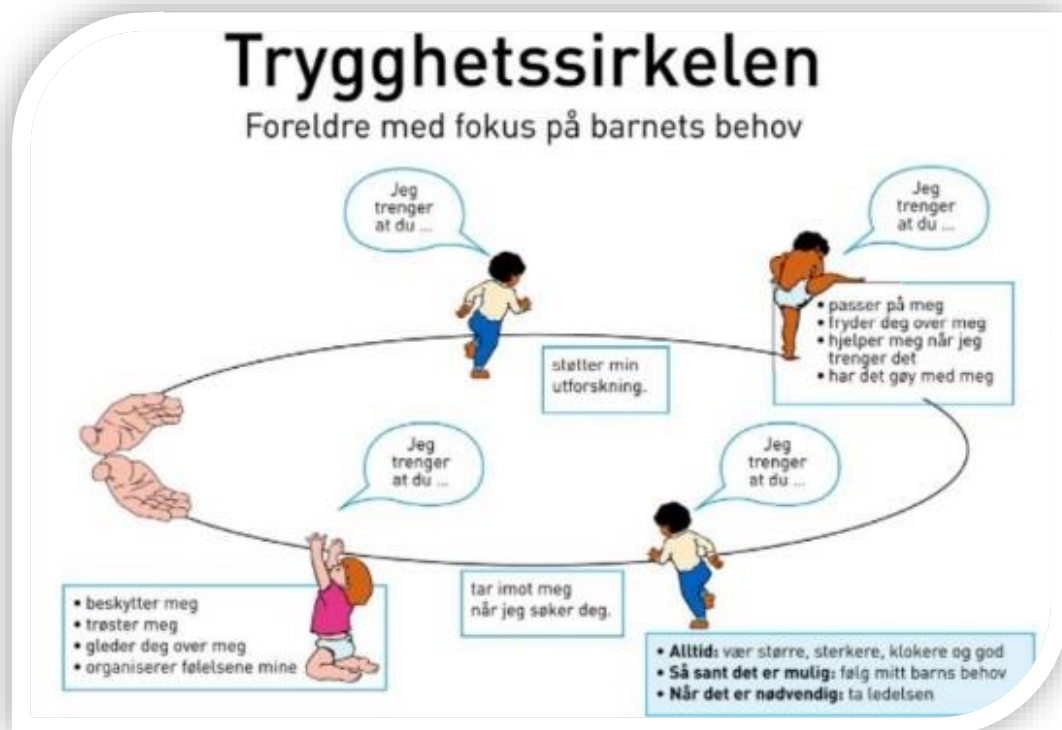 Trygghetssirkelen
Foreldre med fokus på barnets behov
Jeg
trenger
at du ...
Jeg
trenger
at du ...
• passer på meg
• fryder deg over meg
• hjelper meg når jeg
trenger det
• har det gøy med meg
støtter min
utforskning.
Jeg
trenger
at du ...
Jeg
trenger
at du ...
• beskytter meg
• trøster meg
• gleder deg over meg
• organiserer følelsene mine
tar imot meg
når jeg søker deg.
• Alltid: vær større, sterkere, klokere og god
• Så sant det er mulig: følg mitt barns behov
• Når det er nødvendig: ta ledelsen